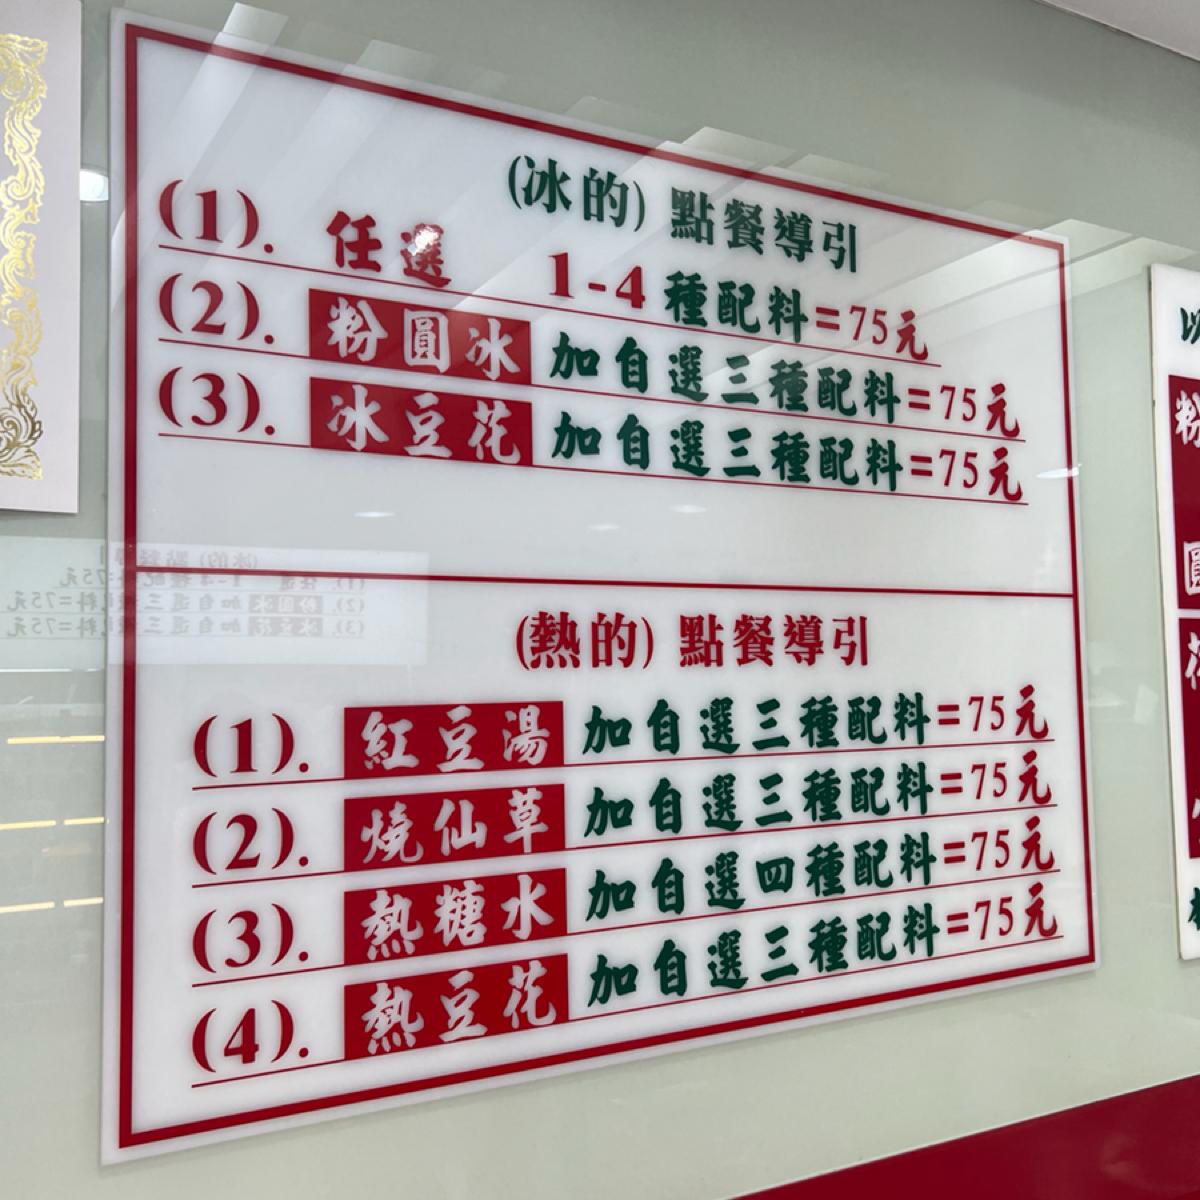 (冰的) 點餐導引
(1). 任選 1-4 種配料=75元
(2). 粉圓冰 加自選三種配料=75元
(3). 冰豆花 加自選三種配料=75元
(熱的) 點餐導引
(1). 紅豆湯 加自選三種配料=75元
(2). 燒仙草 加自選三種配料=75元
(3). 熱糖水 加自選四種配料=75元
(4). 熱豆花 加自選三種配料=75元